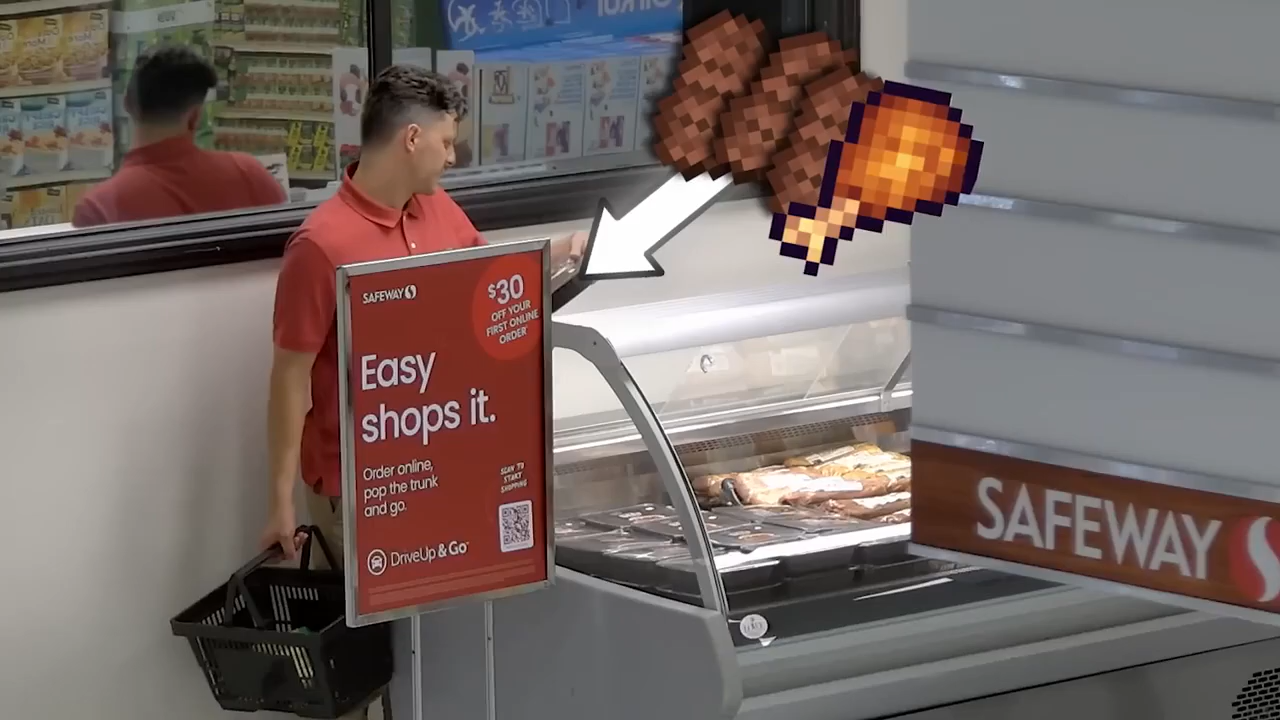 SAFEWAY
$30
OFF YOUR
FIRST ONLINE
ORDER
Easy
shops it.
Order online,
pop the trunk
and go.
SCAN TO
START
SHOPPING
DriveUp & Go™
SAFEWAY